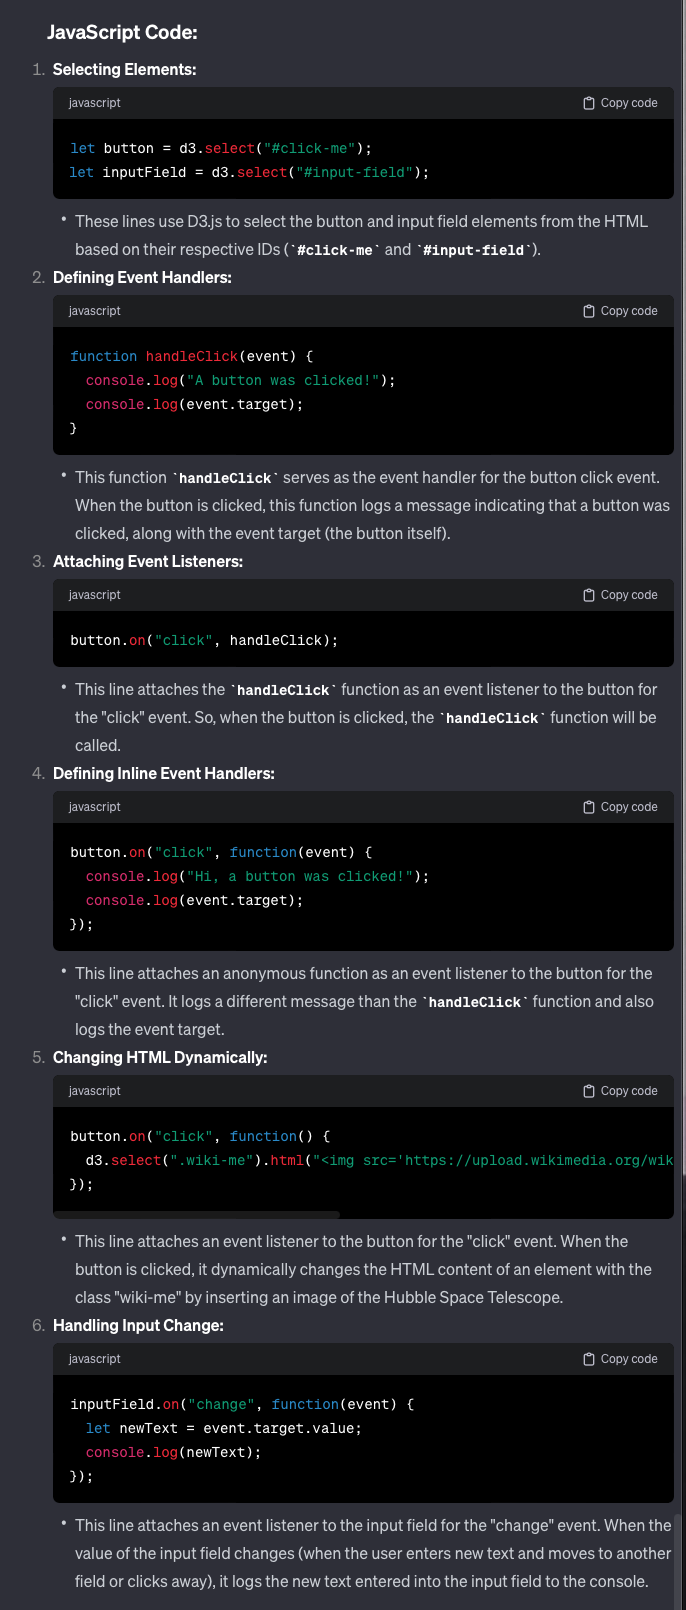 JavaScript Code:
1. Selecting Elements:
javascript Copy code
let button = d3.select("#click-me");
let inputField = d3.select("#input-field");
• These lines use D3.js to select the button and input field elements from the HTML
based on their respective IDs (`#click-me` and `#input-field`).
2. Defining Event Handlers:
javascript Copy code
function handleClick(event) {
  console.log("A button was clicked!");
  console.log(event.target);
}
• This function `handleClick` serves as the event handler for the button click event.
When the button is clicked, this function logs a message indicating that a button was
clicked, along with the event target (the button itself).
3. Attaching Event Listeners:
javascript Copy code
button.on("click", handleClick);
• This line attaches the `handleClick` function as an event listener to the button for
the "click" event. So, when the button is clicked, the `handleClick` function will be
called.
4. Defining Inline Event Handlers:
javascript Copy code
button.on("click", function(event) {
  console.log("Hi, a button was clicked!");
  console.log(event.target);
});
• This line attaches an anonymous function as an event listener to the button for the
"click" event. It logs a different message than the `handleClick` function and also
logs the event target.
5. Changing HTML Dynamically:
javascript Copy code
button.on("click", function() {
  d3.select(".wiki-me").html("<img src='https://upload.wikimedia.org/wik
});
• This line attaches an event listener to the button for the "click" event. When the
button is clicked, it dynamically changes the HTML content of an element with the
class "wiki-me" by inserting an image of the Hubble Space Telescope.
6. Handling Input Change:
javascript Copy code
inputField.on("change", function(event) {
  let newText = event.target.value;
  console.log(newText);
});
• This line attaches an event listener to the input field for the "change" event. When the
value of the input field changes (when the user enters new text and moves to another
field or clicks away), it logs the new text entered into the input field to the console.